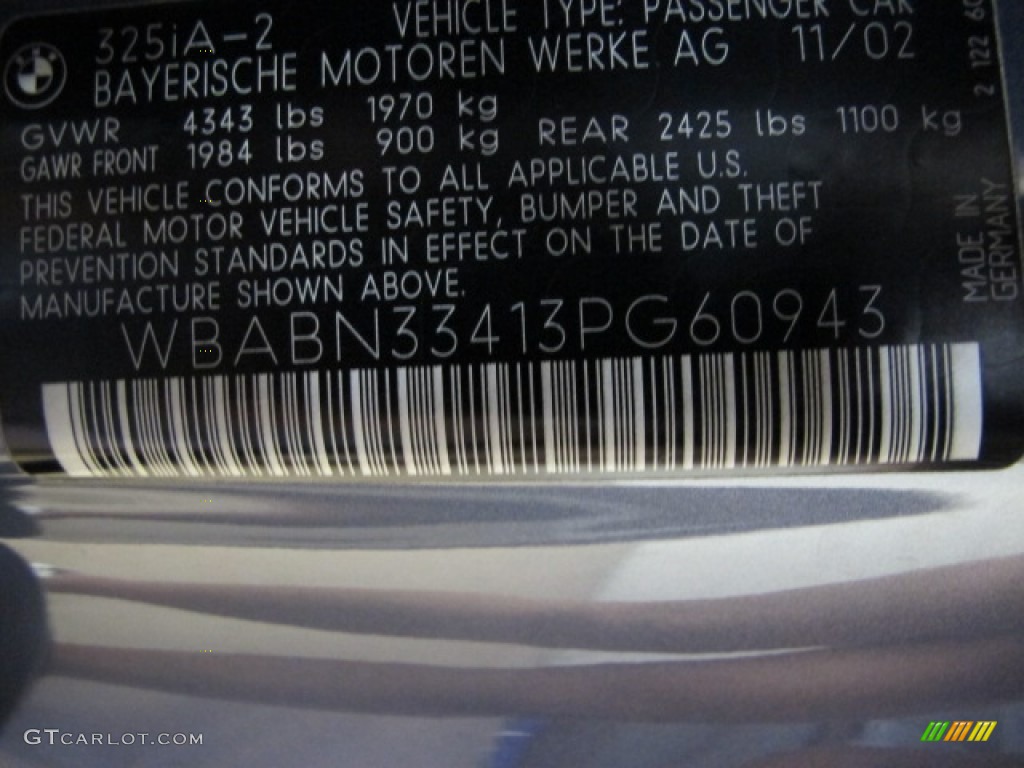 325iA-2 VEHICLE TYPE: PASSENGER CAR
BAYERISCHE MOTOREN WERKE AG 11/02
GVWR 4343 lbs 1970 kg
GAWR FRONT 1984 lbs 900 kg REAR 2425 lbs 1100 kg
THIS VEHICLE CONFORMS TO ALL APPLICABLE U.S.
FEDERAL MOTOR VEHICLE SAFETY, BUMPER AND THEFT
PREVENTION STANDARDS IN EFFECT ON THE DATE OF
MANUFACTURE SHOWN ABOVE.
WBABN33413PG60943
MADE IN
GERMANY
2 122 60
GTCARLOT.COM